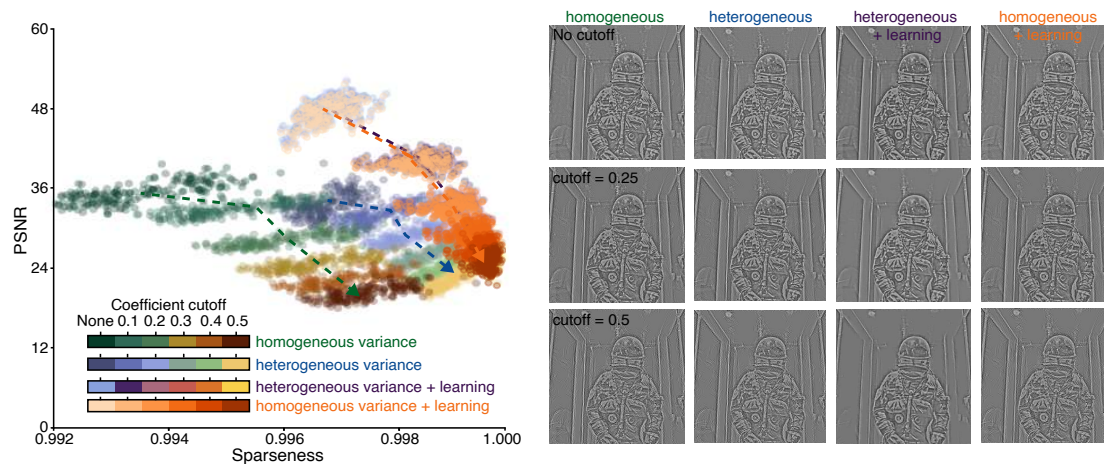 60
48
36
24
12
0
PSNR
0.992
0.994
0.996
0.998
1.000
Sparseness
Coefficient cutoff
None 0.1 0.2 0.3 0.4 0.5
homogeneous variance
heterogeneous variance
heterogeneous variance + learning
homogeneous variance + learning
homogeneous
heterogeneous
heterogeneous
+ learning
homogeneous
+ learning
No cutoff
cutoff = 0.25
cutoff = 0.5